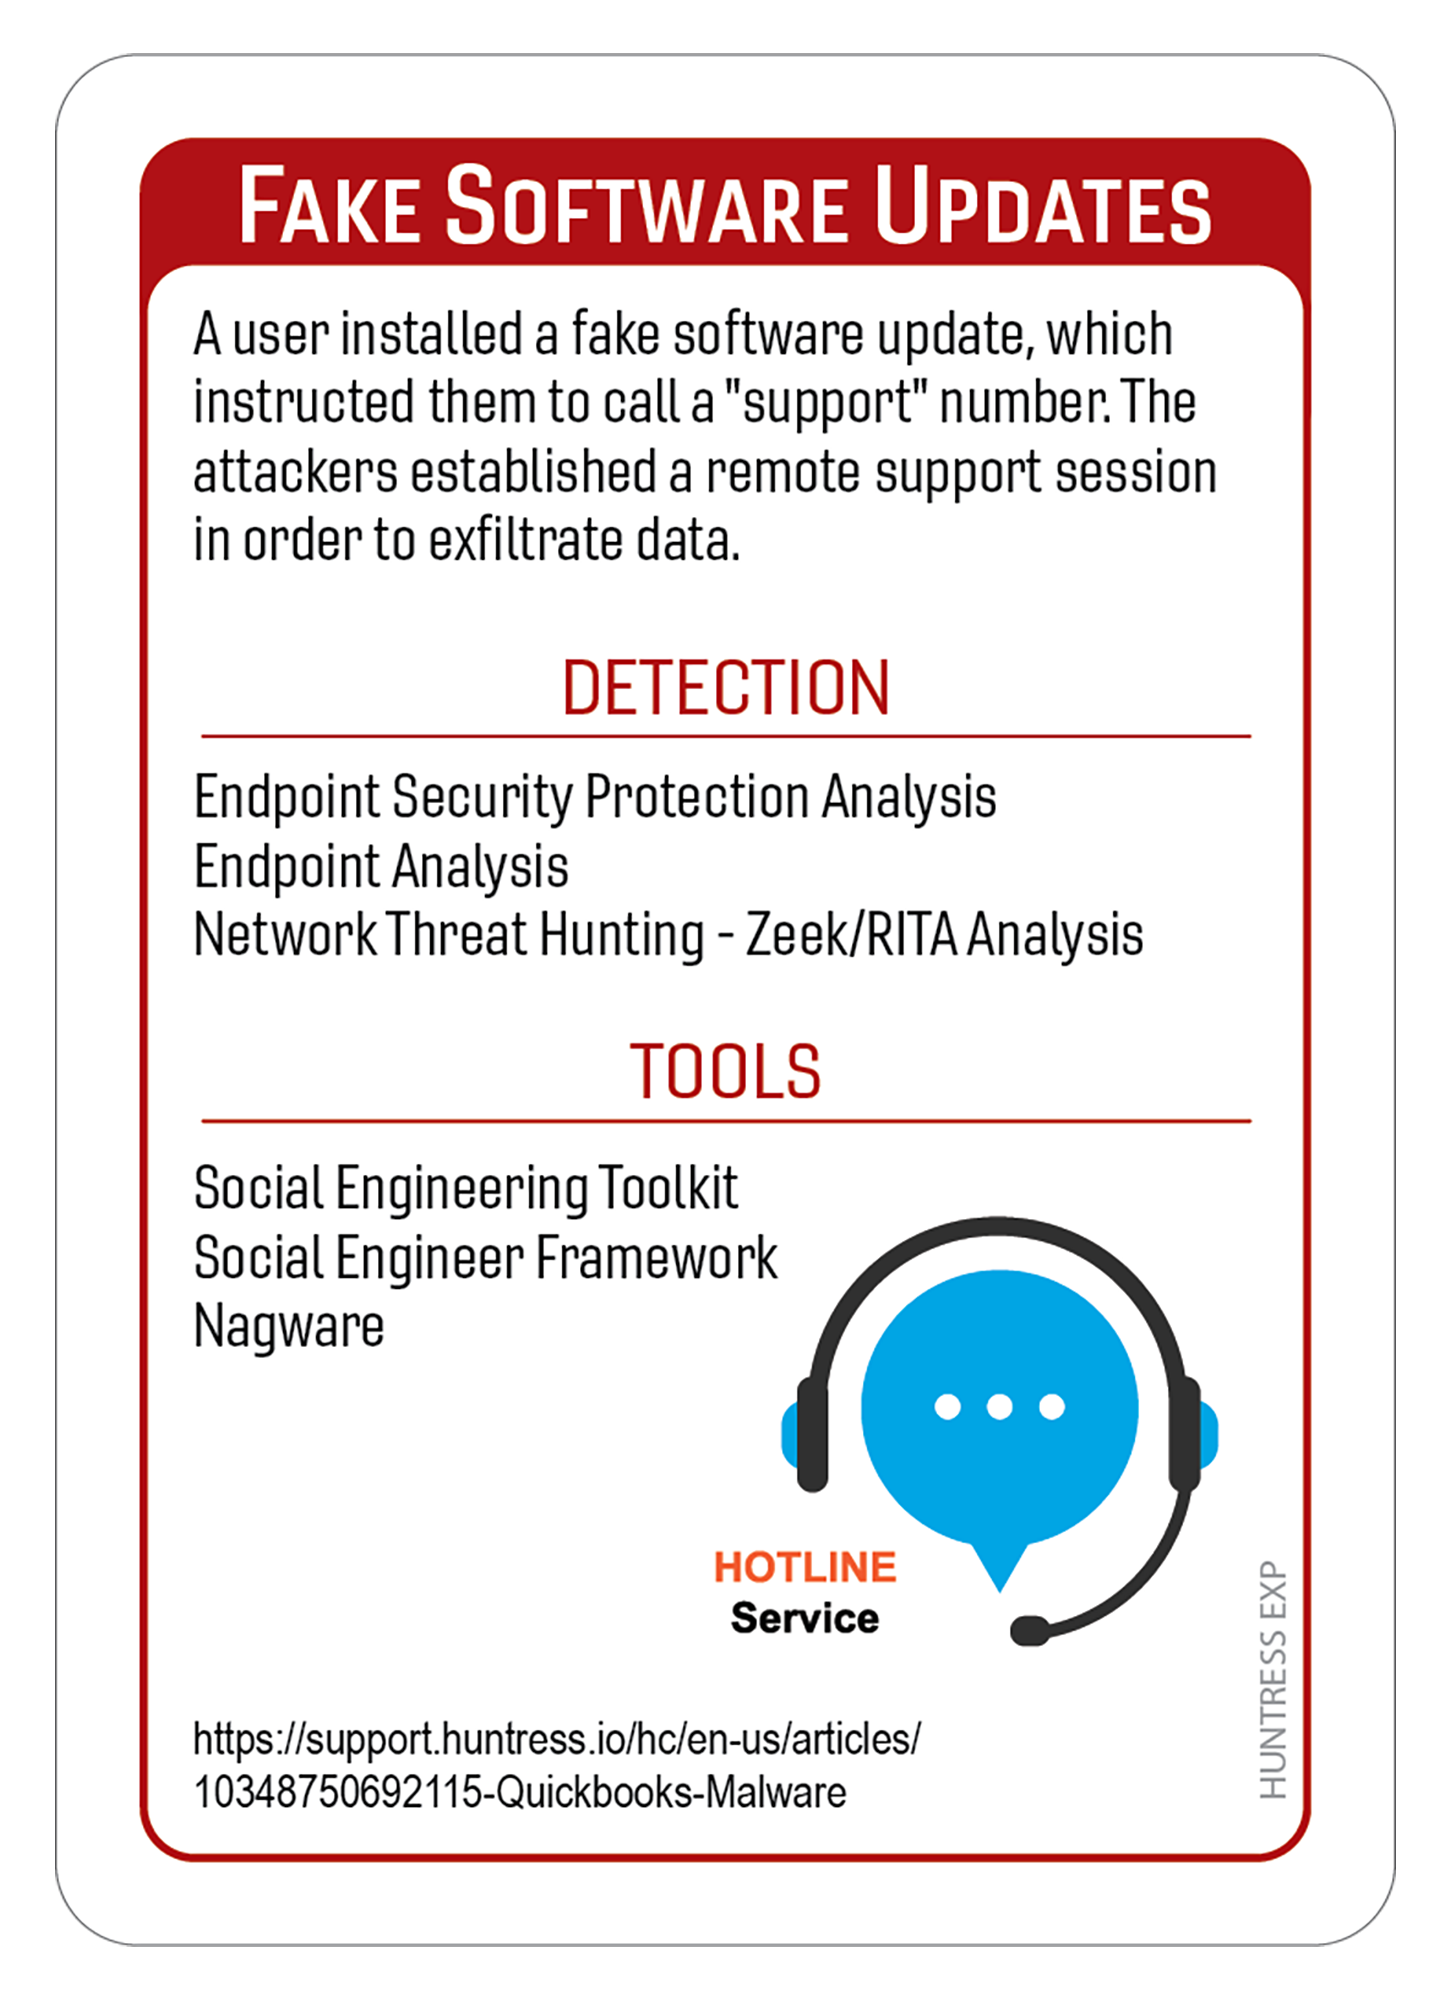 FAKE SOFTWARE UPDATES
A user installed a fake software update, which
instructed them to call a "support" number. The
attackers established a remote support session
in order to exfiltrate data.
DETECTION
Endpoint Security Protection Analysis
Endpoint Analysis
Network Threat Hunting - Zeek/RITA Analysis
TOOLS
Social Engineering Toolkit
Social Engineer Framework
Nagware
HOTLINE
Service
https://support.huntress.io/hc/en-us/articles/
10348750692115-Quickbooks-Malware
HUNTRESS EXP